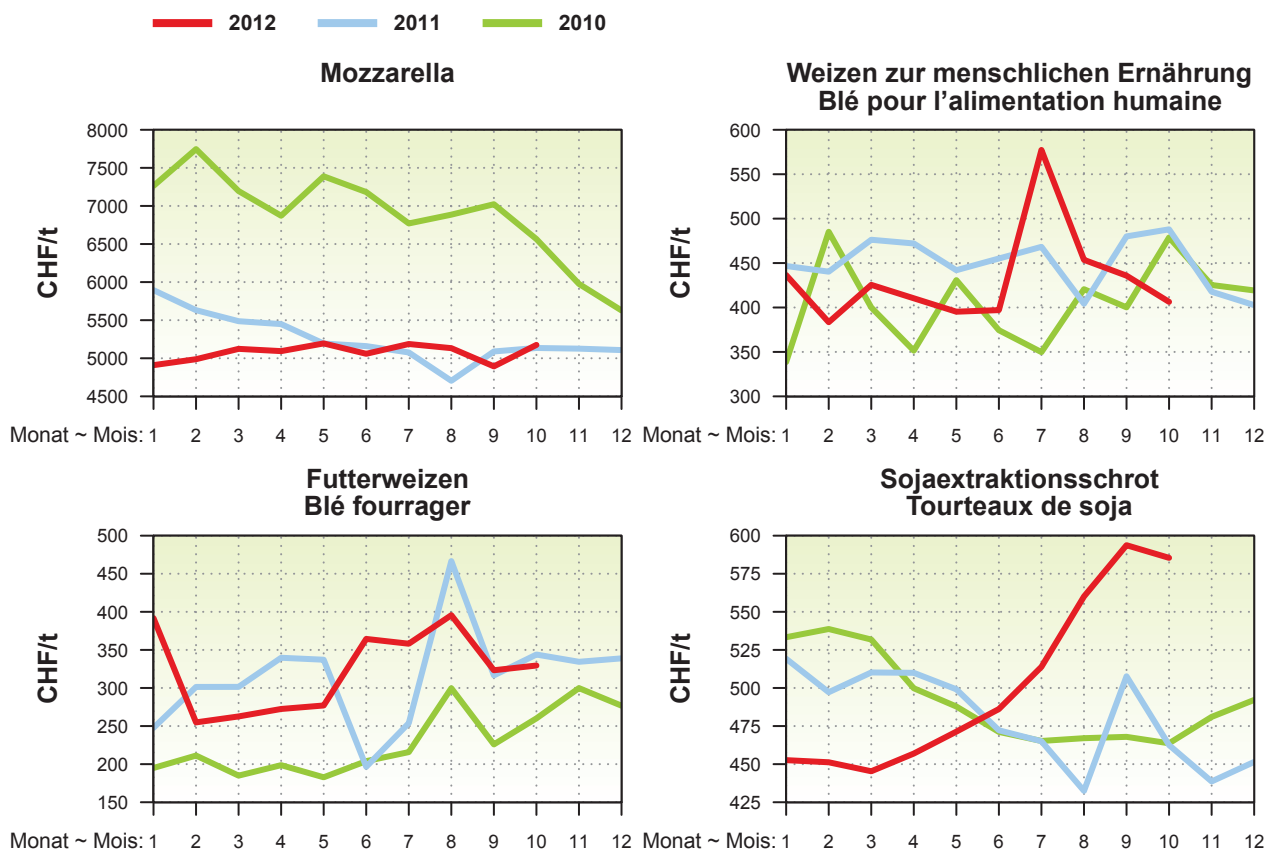 2012 2011 2010
Mozzarella
CHF/t
8000
7500
7000
6500
6000
5500
5000
4500
Monat ~ Mois: 1 2 3 4 5 6 7 8 9 10 11 12
Weizen zur menschlichen Ernährung
Blé pour l'alimentation humaine
CHF/t
600
550
500
450
400
350
300
Monat ~ Mois: 1 2 3 4 5 6 7 8 9 10 11 12
Futterweizen
Blé fourrager
CHF/t
500
450
400
350
300
250
200
150
Monat ~ Mois: 1 2 3 4 5 6 7 8 9 10 11 12
Sojaextraktionsschrot
Tourteaux de soja
CHF/t
600
575
550
525
500
475
450
425
Monat ~ Mois: 1 2 3 4 5 6 7 8 9 10 11 12